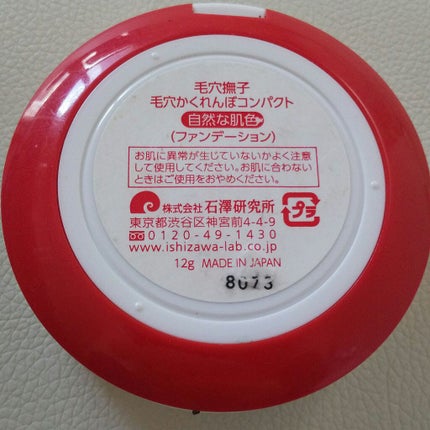 毛穴撫子
毛穴かくれんぼコンパクト
自然な肌色
(ファンデーション)
お肌に異常が生じていないかよく注意
して使用してください。お肌に合わない
ときはご使用をおやめください。
株式会社 石澤研究所
東京都渋谷区神宮前4-4-9
0120-49-1430
www.ishizawa-lab.co.jp
プラ
12g MADE IN JAPAN
8073